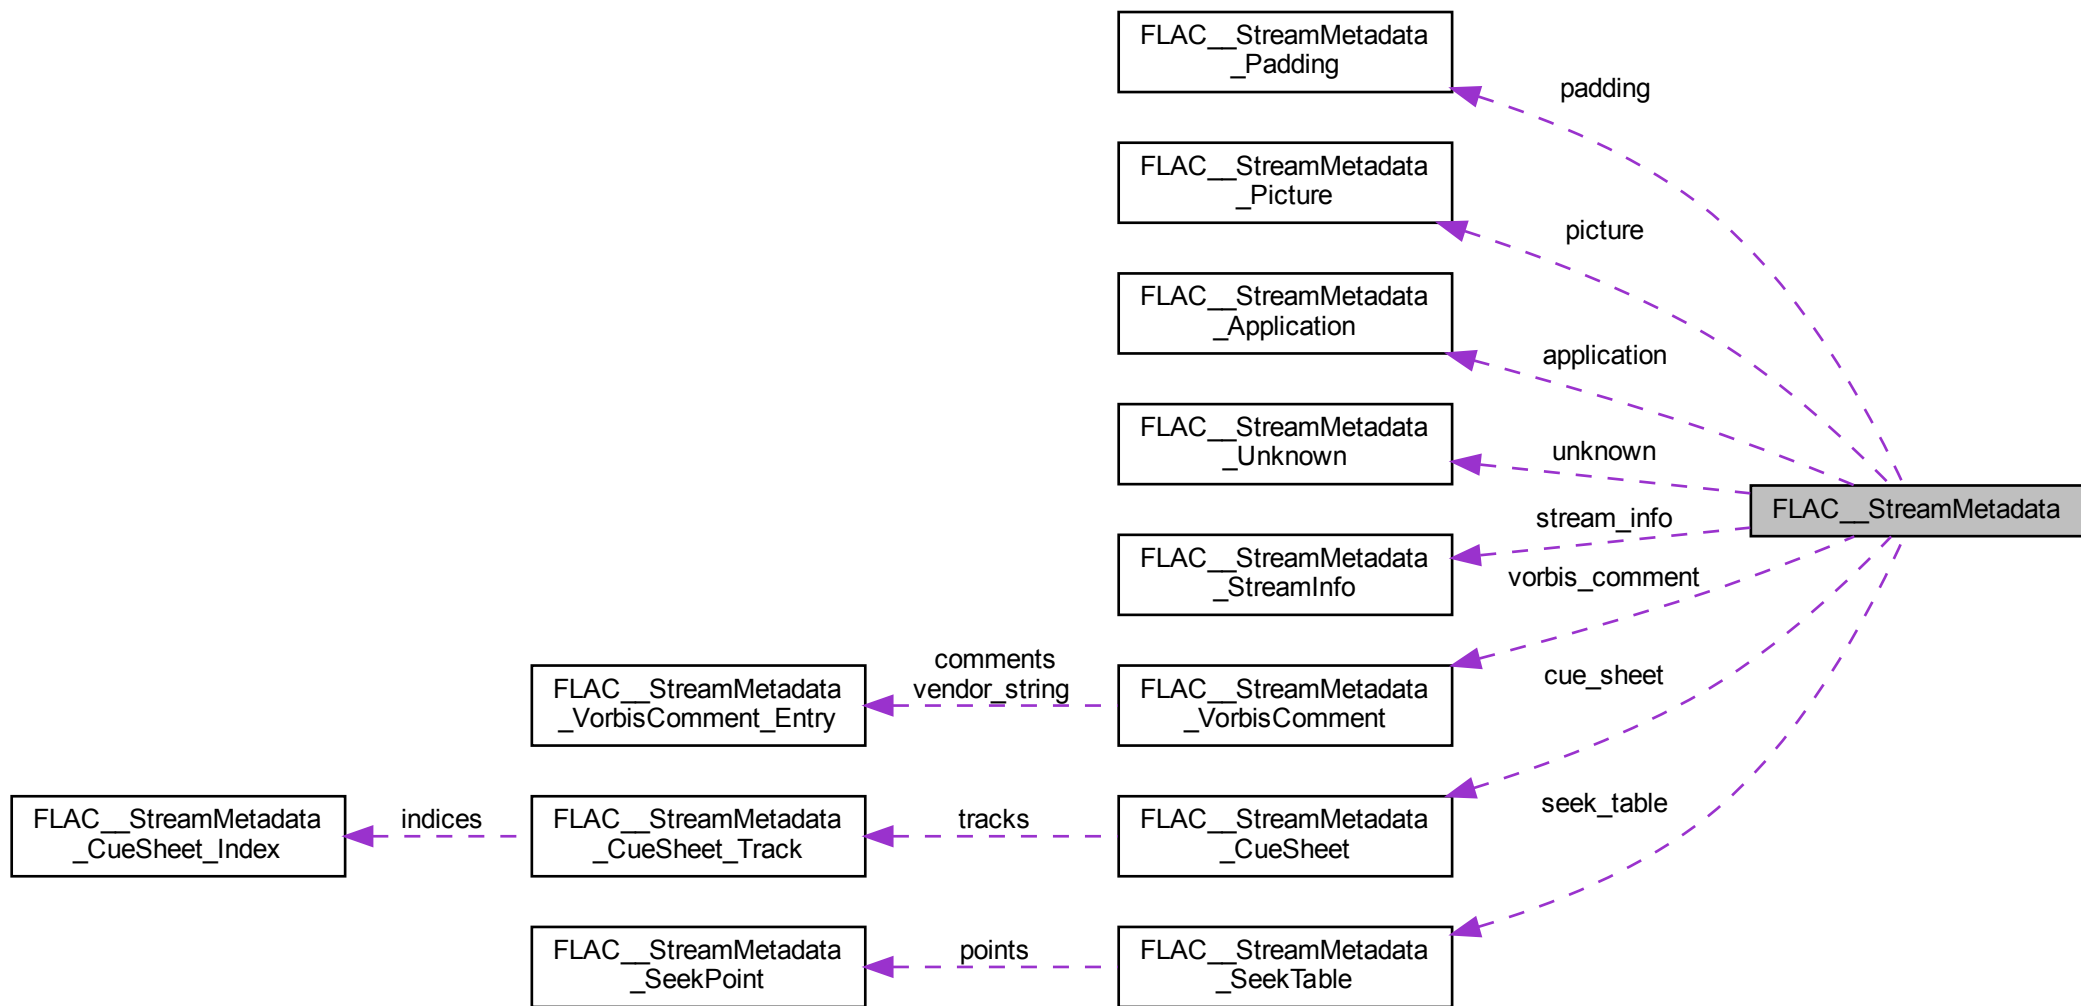 FLAC__StreamMetadata
_Padding
padding
FLAC__StreamMetadata
_Picture
picture
FLAC__StreamMetadata
_Application
application
FLAC__StreamMetadata
_Unknown
unknown
FLAC__StreamMetadata
FLAC__StreamMetadata
_StreamInfo
stream_info
vorbis_comment
FLAC__StreamMetadata
_VorbisComment_Entry
comments
vendor_string
FLAC__StreamMetadata
_VorbisComment
cue_sheet
FLAC__StreamMetadata
_CueSheet_Index
indices
FLAC__StreamMetadata
_CueSheet_Track
tracks
FLAC__StreamMetadata
_CueSheet
seek_table
FLAC__StreamMetadata
_SeekPoint
points
FLAC__StreamMetadata
_SeekTable